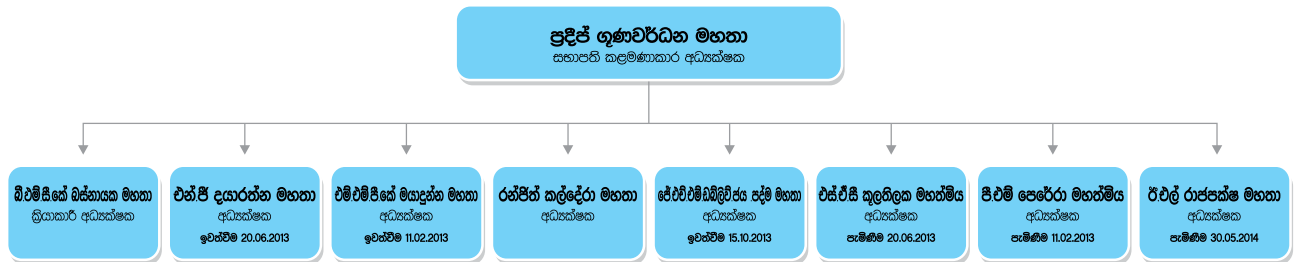 ප්‍රදීප් ගුණවර්ධන මහතා
සභාපති කළමණාකාර අධ්‍යක්ෂක
බී.එම්.සී.කේ බස්නායක මහතා
ක්‍රියාකාරී අධ්‍යක්ෂක
එන්.ජී දයාරත්න මහතා
අධ්‍යක්ෂක
ඉවත්වීම 20.06.2013
එම්.එම්.පී.කේ මයාදුන්න මහතා
අධ්‍යක්ෂක
ඉවත්වීම 11.02.2013
රන්ජිත් කල්දේරා මහතා
අධ්‍යක්ෂක
ජේ.එච්.එම්.ඩබ්ලිව්.ජය පද්ම මහතා
අධ්‍යක්ෂක
ඉවත්වීම 15.10.2013
එස්.ඒ.සී කුලතිලක මහත්මිය
අධ්‍යක්ෂක
පැමිණීම 20.06.2013
පී.එම් පෙරේරා මහත්මිය
අධ්‍යක්ෂක
පැමිණීම 11.02.2013
ඊ.එල් රාජපක්ෂ මහතා
අධ්‍යක්ෂක
පැමිණීම 30.05.2014